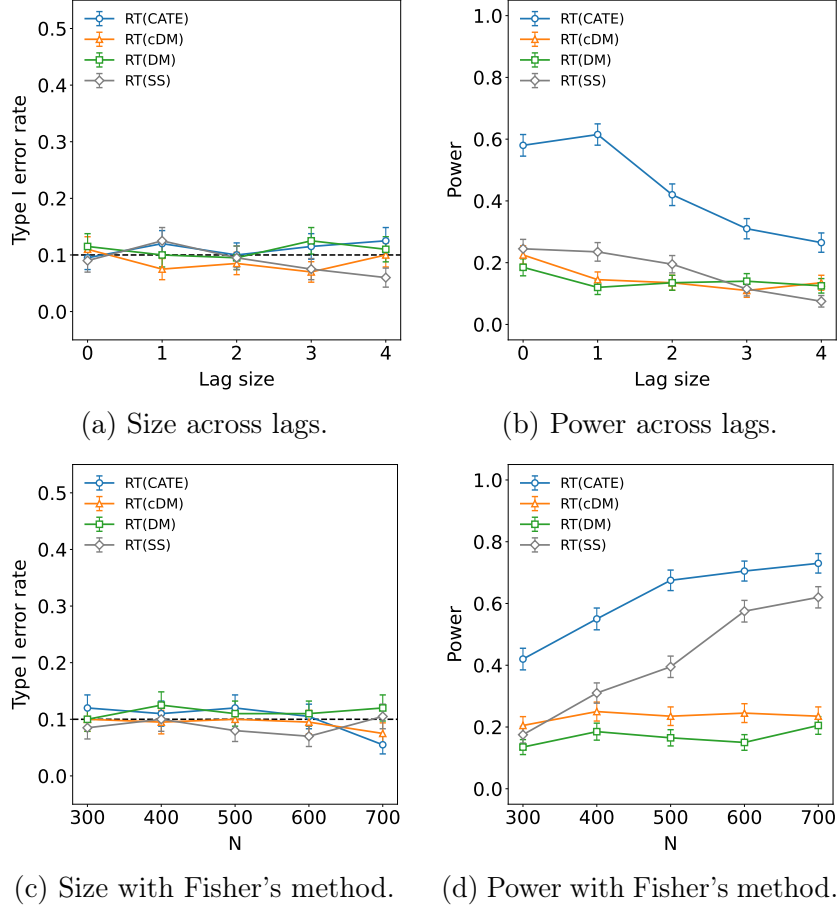 RT(CATE)
RT(cDM)
RT(DM)
RT(SS)
0.5
0.4
0.3
0.2
0.1
0.0
Type I error rate
0 1 2 3 4
Lag size
(a) Size across lags.
RT(CATE)
RT(cDM)
RT(DM)
RT(SS)
1.0
0.8
0.6
0.4
0.2
0.0
Power
0 1 2 3 4
Lag size
(b) Power across lags.
RT(CATE)
RT(cDM)
RT(DM)
RT(SS)
0.5
0.4
0.3
0.2
0.1
0.0
Type I error rate
300 400 500 600 700
N
(c) Size with Fisher's method.
RT(CATE)
RT(cDM)
RT(DM)
RT(SS)
1.0
0.8
0.6
0.4
0.2
0.0
Power
300 400 500 600 700
N
(d) Power with Fisher's method.